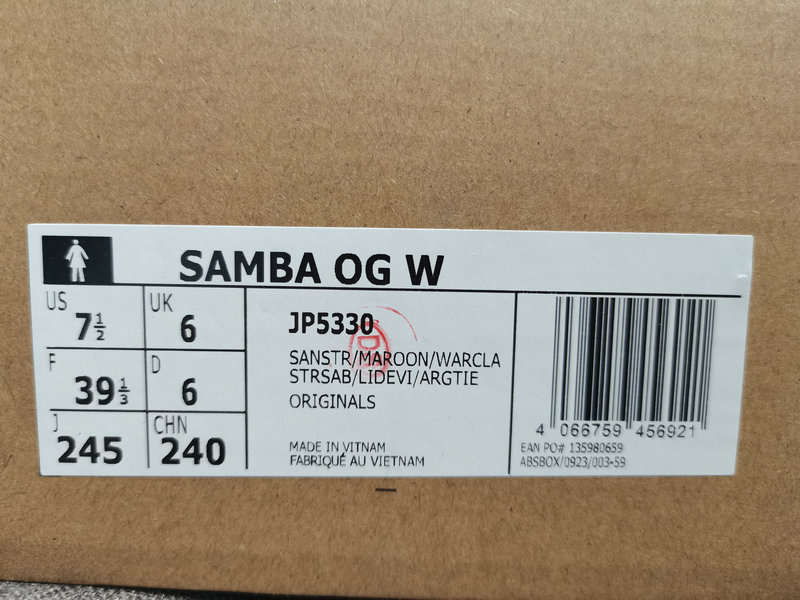 SAMBA OG W
US 7½ UK 6
F 39⅓ D 6
J 245 CHN 240
JP5330
SANSTR/MAROON/WARCLA
STRSAB/LIDEVI/ARGTIE
ORIGINALS
MADE IN VITNAM
FABRIQUÉ AU VIETNAM
4 066759 456921
EAN PO# 135980659
ABSBOX/0923/003-59